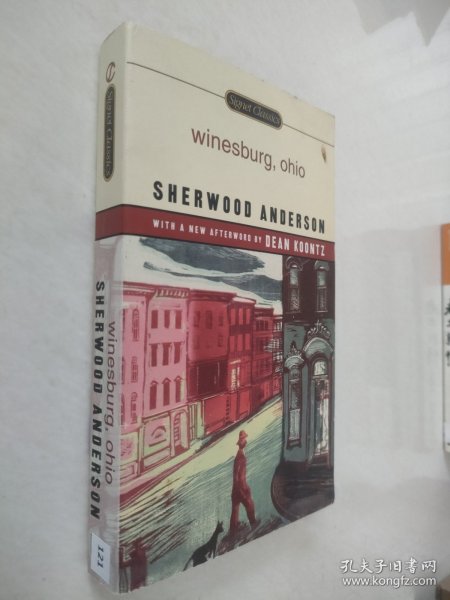 Signet Classics
winesburg, ohio
SHERWOOD ANDERSON
WITH A NEW AFTERWORD BY DEAN KOONTZ
Signet Classics
winesburg, ohio
SHERWOOD ANDERSON
121
孔夫子旧书网
www.kongfz.com